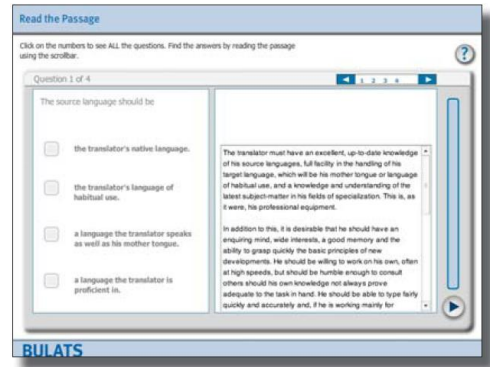 Read the Passage
Click on the numbers to see ALL the questions. Find the answers by reading the passage
using the scrollbar.
?
Question 1 of 4
1 2 3 4
The source language should be
the translator's native language.
the translator's language of
habitual use.
a language the translator speaks
as well as his mother tongue.
a language the translator is
proficient in.
The translator must have an excellent, up-to-date knowledge
of his source languages, full facility in the handling of his
target language, which will be his mother tongue or language
of habitual use, and a knowledge and understanding of the
latest subject-matter in his fields of specialization. This is, as
it were, his professional equipment.
In addition to this, it is desirable that he should have an
enquiring mind, wide interests, a good memory and the
ability to grasp quickly the basic principles of new
developments. He should be willing to work on his own, often
at high speeds, but should be humble enough to consult
others should his own knowledge not always prove
adequate to the task in hand. He should be able to type fairly
quickly and accurately and, if he is working mainly for
BULATS